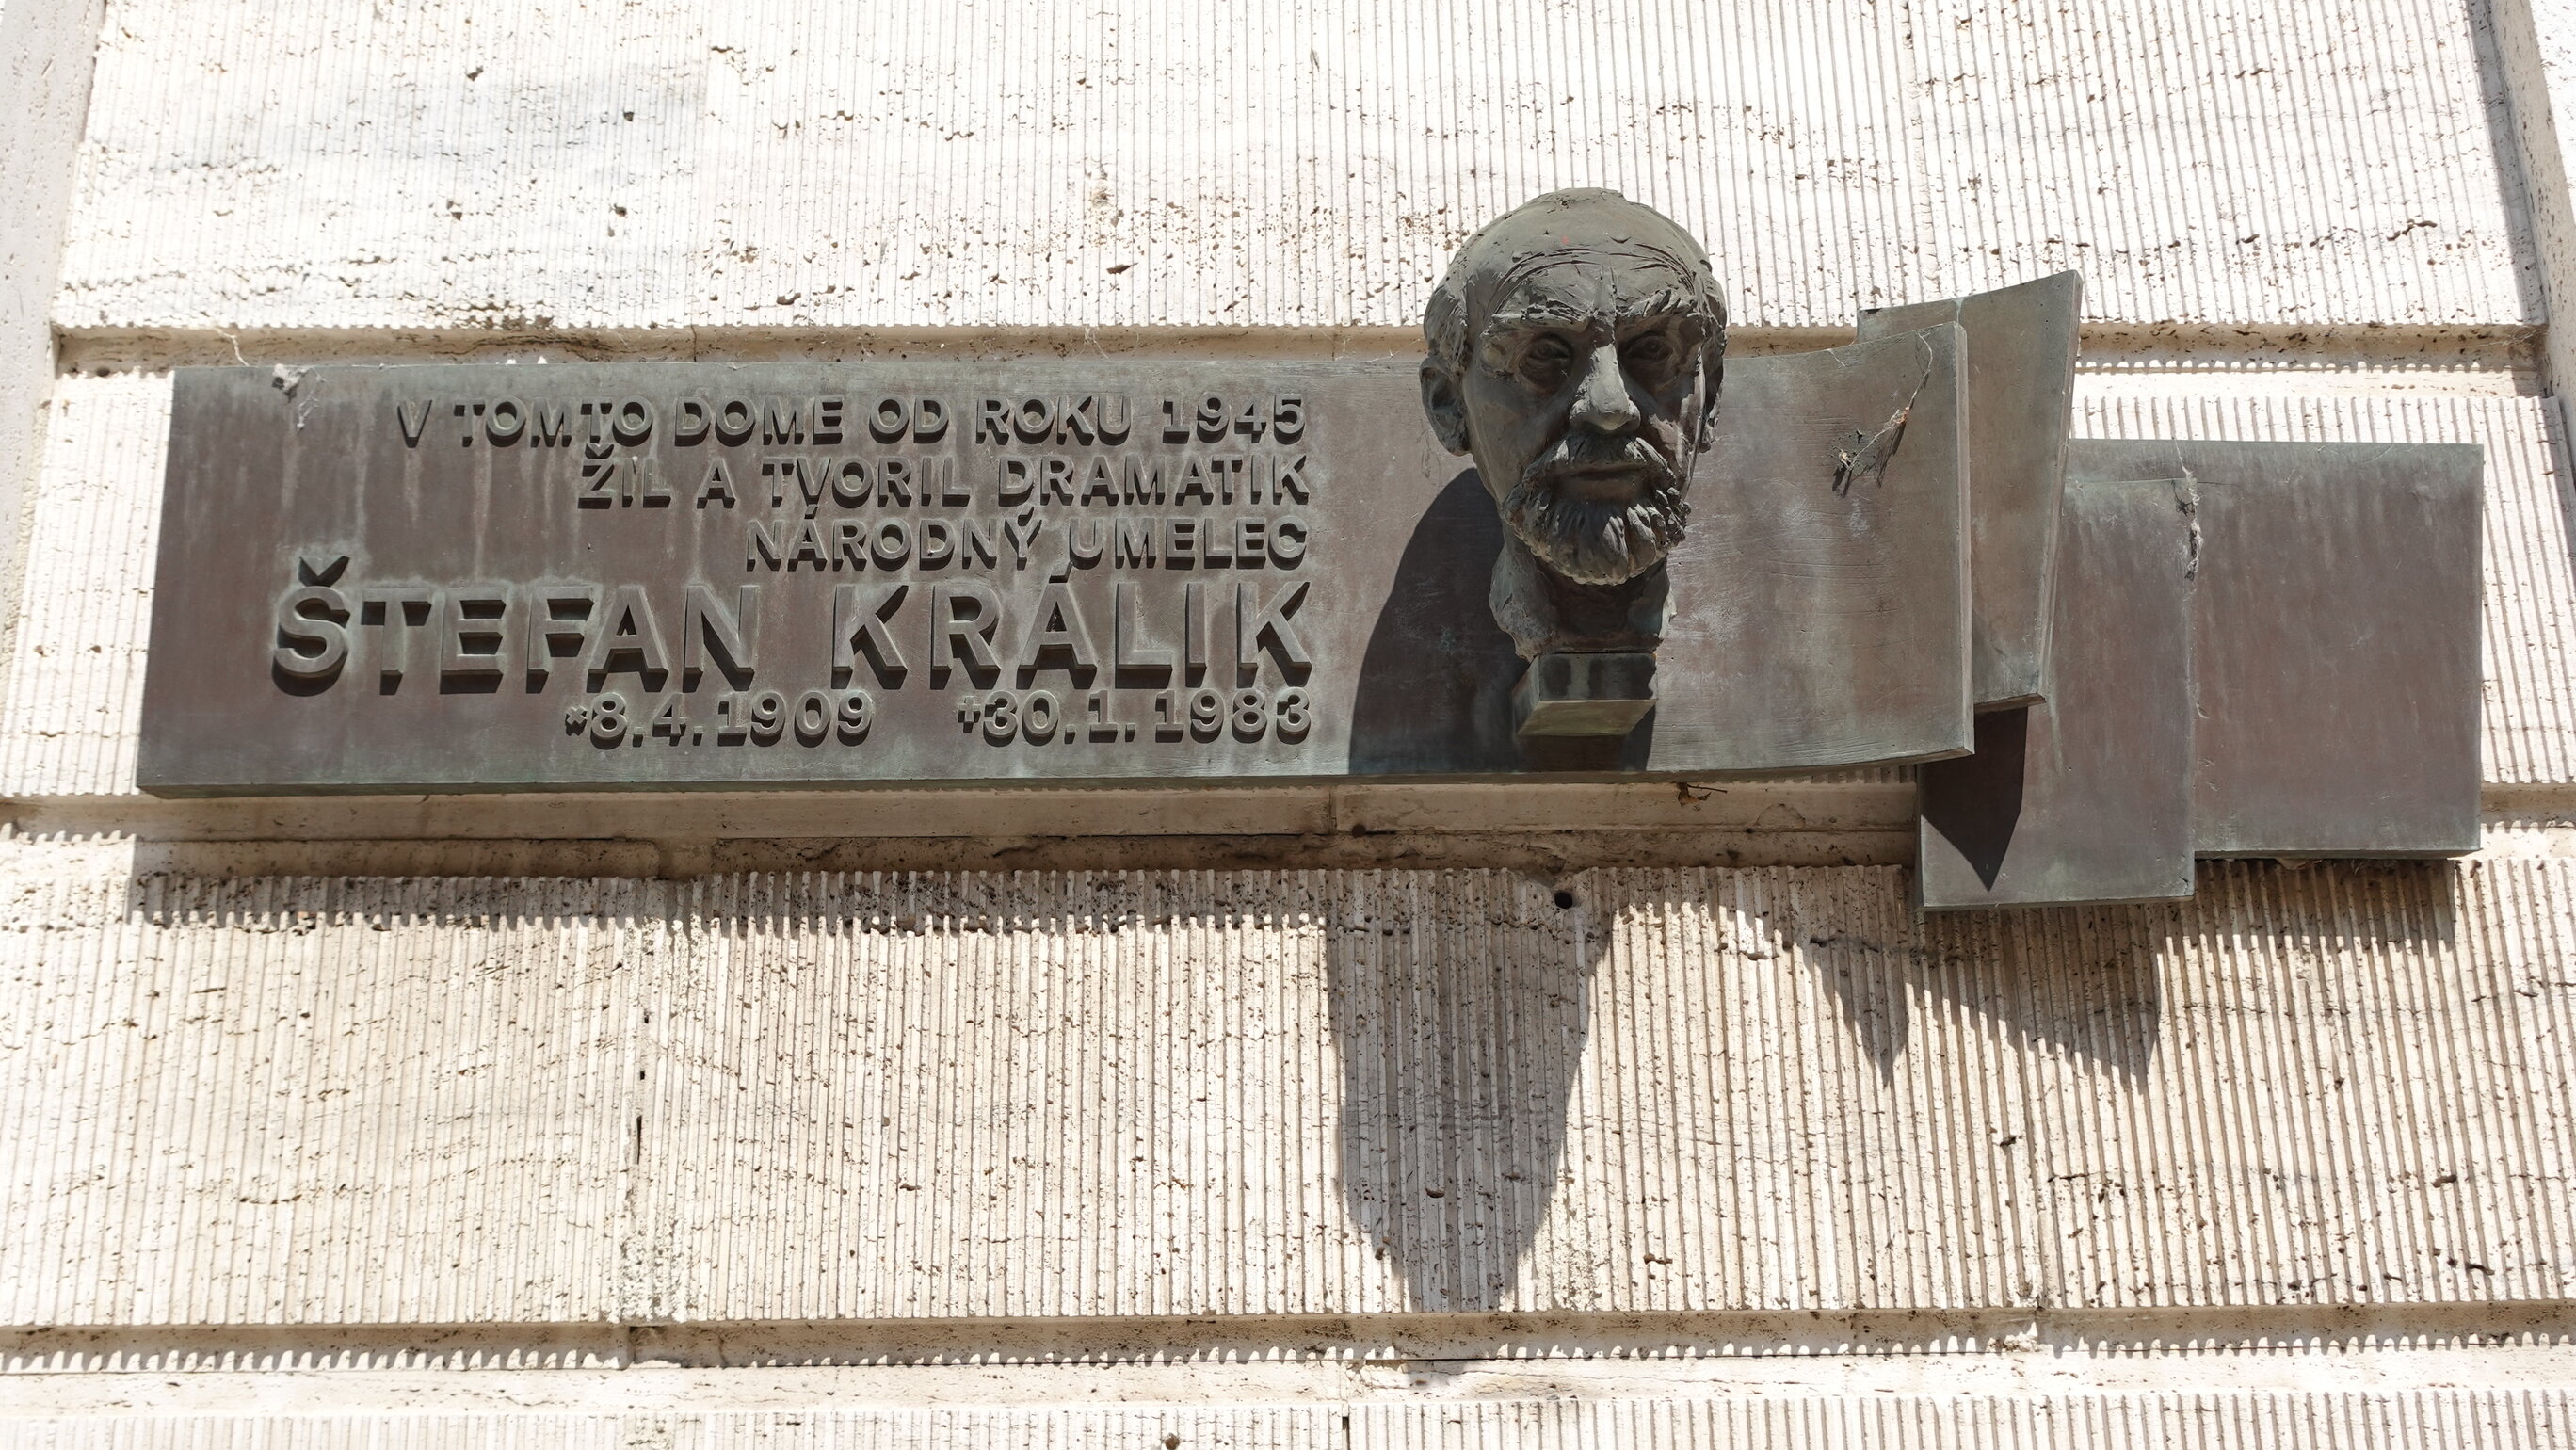 V TOMTO DOME OD ROKU 1945
ŽIL A TVORIL DRAMATIK
NÁRODNÝ UMELEC
ŠTEFAN KRÁLIK
*8.4.1909 †30.1.1983